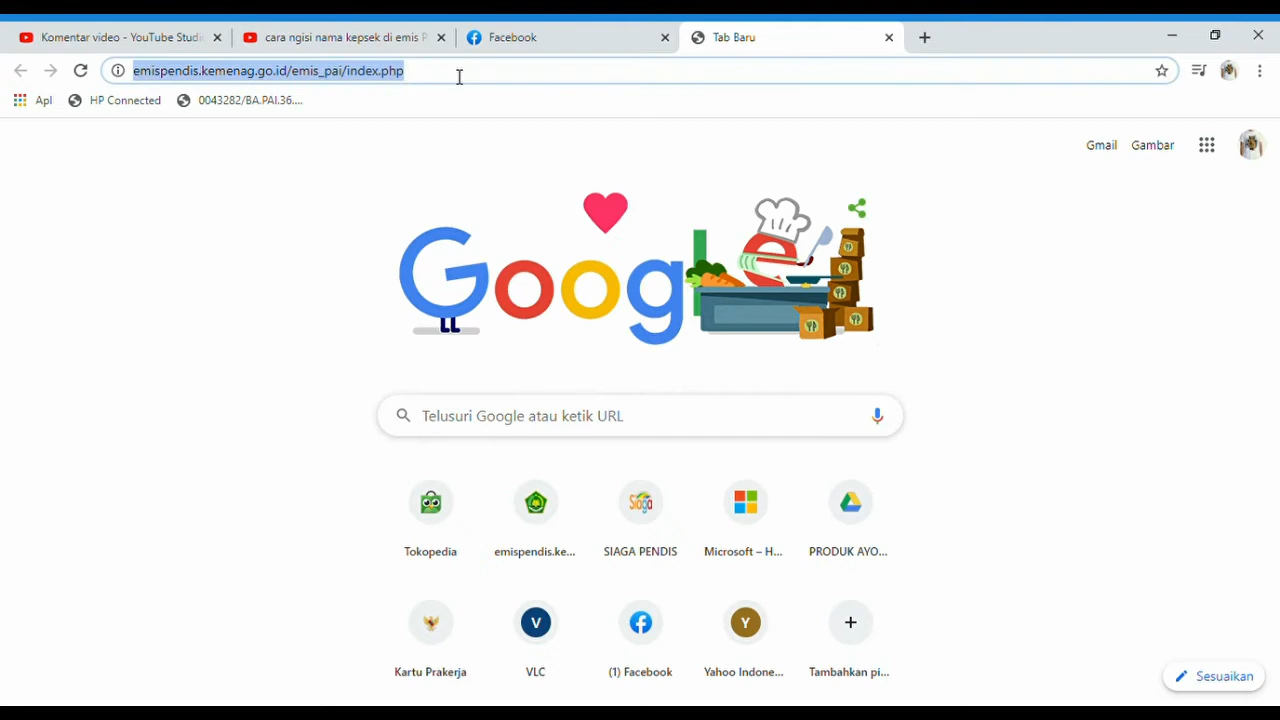 Komentar video - YouTube Studi
cara ngisi nama kepsek di emis P
Facebook
Tab Baru
emispendis.kemenag.go.id/emis_pai/index.php
Apl
HP Connected
0043282/BA.PAI.36....
Gmail
Gambar
Google
Telusuri Google atau ketik URL
Siaga
Tokopedia
emispendis.ke...
SIAGA PENDIS
Microsoft – H...
PRODUK AYO...
V
Y
Kartu Prakerja
VLC
(1) Facebook
Yahoo Indone...
Tambahkan pi...
Sesuaikan